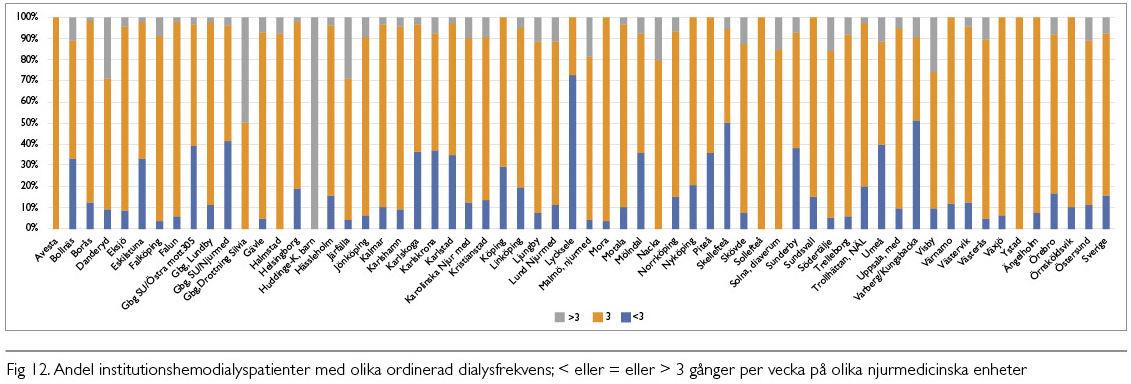 100%
90%
80%
70%
60%
50%
40%
30%
20%
10%
0%
Avesta
Bollnäs
Borås
Danderyd
Eksjö
Eskilstuna
Falköping
Falun
Gbg SU/Östra mott305
Gbg, Lundby
Gbg, SU/Njurmed
Gbg.Drottning Silvia
Gävle
Halmstad
Helsingborg
Huddinge-K, barn
Hässleholm
Järfälla
Jönköping
Kalmar
Karlshamn
Karlskoga
Karlskrona
Karlstad
Karolinska Njur med
Kristianstad
Köping
Linköping
Ljungby
Lund Njurmed
Lycksele
Malmö, njurmed
Mora
Motala
Mölndal
Nacka
Norrköping
Nyköping
Piteå
Skellefteå
Skövde
Sollefteå
Solna, diaverum
Sunderby
Sundsvall
Södertälje
Trelleborg
Trollhättan, NÄL
Umeå
Uppsala, med
Varberg/Kungsbacka
Visby
Värnamo
Västervik
Västerås
Växjö
Ystad
Ängelholm
Örebro
Örnsköldsvik
Östersund
Sverige
>3 3 <3
Fig 12. Andel institutionshemodialyspatienter med olika ordinerad dialysfrekvens; < eller = eller > 3 gånger per vecka på olika njurmedicinska enheter